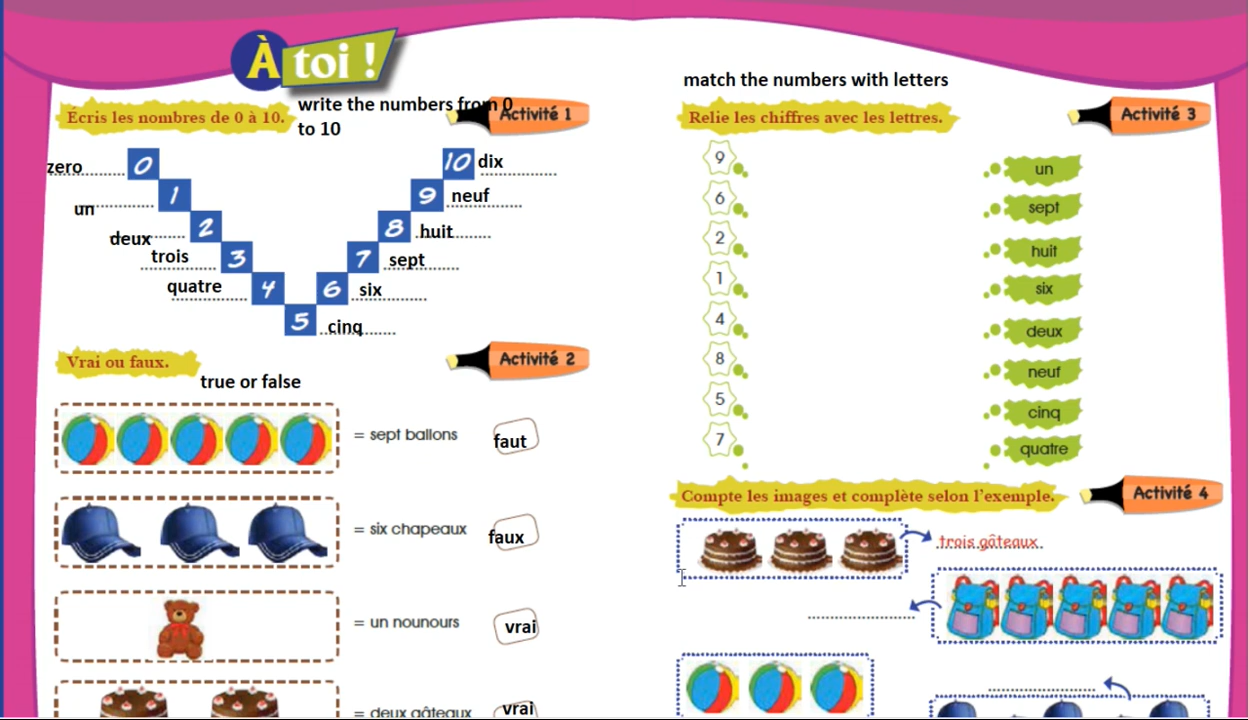 À toi !
Écris les nombres de 0 à 10.
write the numbers from 0
to 10
Activité 1
zero 0
un 1
deux 2
trois 3
quatre 4
5 cinq
6 six
7 sept
8 huit
9 neuf
10 dix
Vrai ou faux.
true or false
Activité 2
= sept ballons faut
= six chapeaux faux
= un nounours vrai
= deux gâteaux vrai
match the numbers with letters
Relie les chiffres avec les lettres.
Activité 3
9 un
6 sept
2 huit
1 six
4 deux
8 neuf
5 cinq
7 quatre
Compte les images et complète selon l'exemple.
Activité 4
trois gâteaux